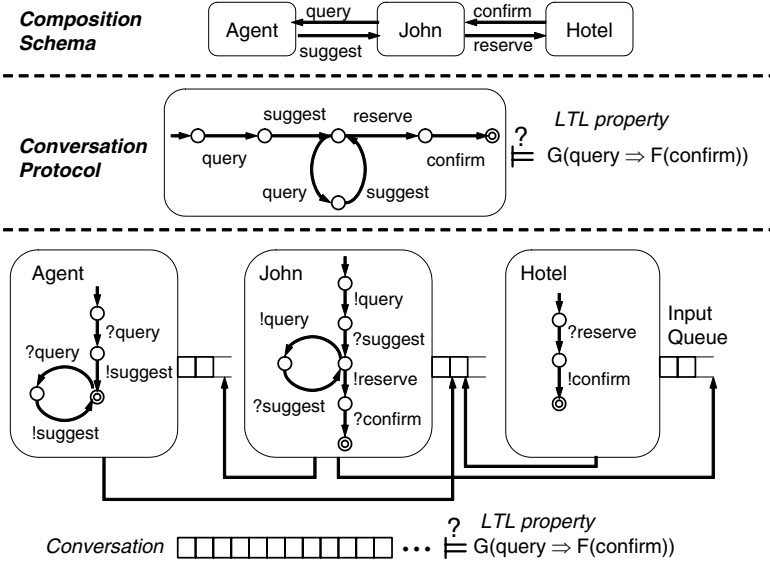 Composition
Schema
Agent
query
suggest
John
confirm
reserve
Hotel
Conversation
Protocol
query
suggest
reserve
confirm
query
suggest
?
LTL property
G(query ⇒ F(confirm))
Agent
?query
!suggest
?query
!suggest
John
!query
?suggest
!query
?suggest
!reserve
?confirm
Hotel
?reserve
!confirm
Input
Queue
Conversation
...
?
LTL property
G(query ⇒ F(confirm))